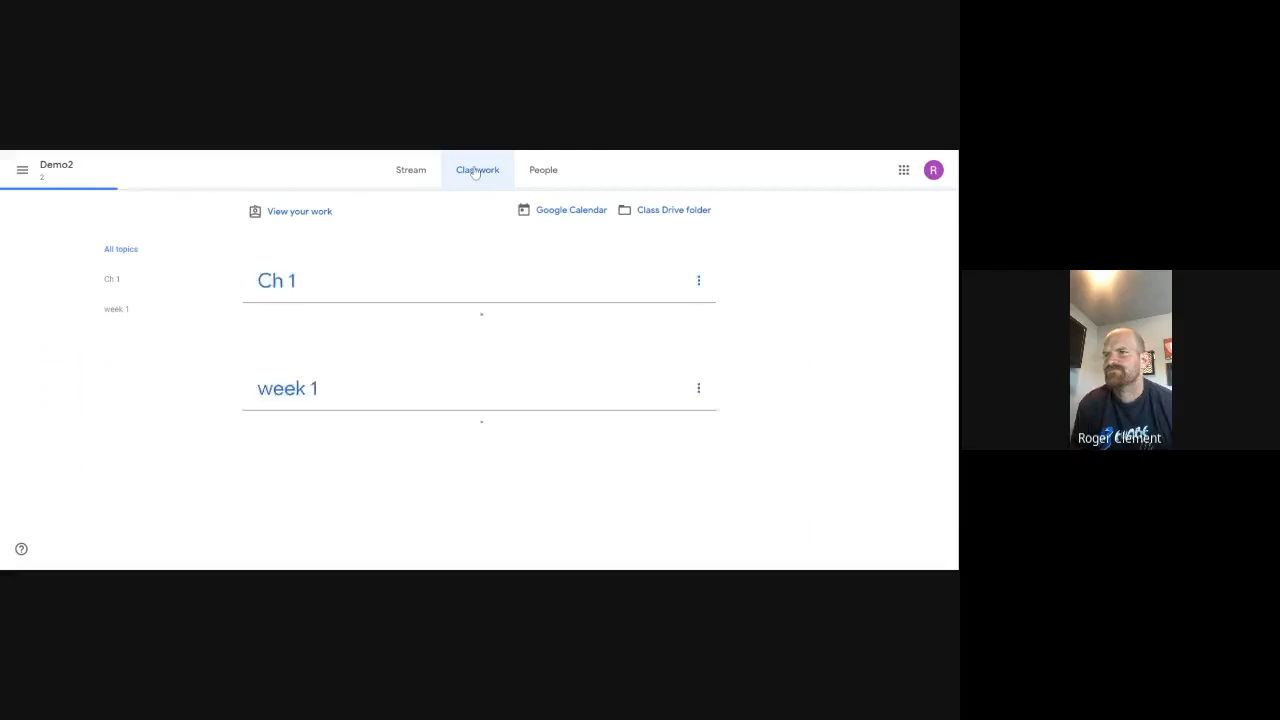 Demo2
2
Stream
Classwork
People
R
View your work
Google Calendar
Class Drive folder
All topics
Ch 1
week 1
Ch 1
week 1
Roger Clement